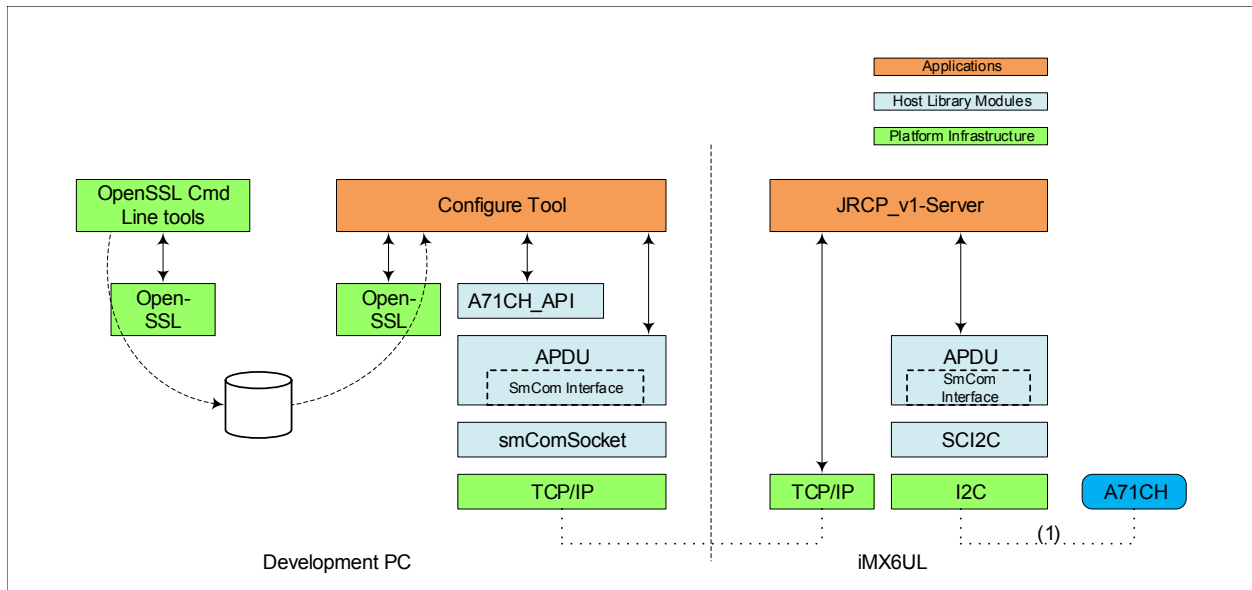 Applications
Host Library Modules
Platform Infrastructure
OpenSSL Cmd
Line tools
Configure Tool
JRCP_v1-Server
Open-
SSL
Open-
SSL
A71CH_API
APDU
SmCom Interface
APDU
SmCom
Interface
smComSocket
SCI2C
TCP/IP
TCP/IP
I2C
A71CH
(1)
Development PC
iMX6UL